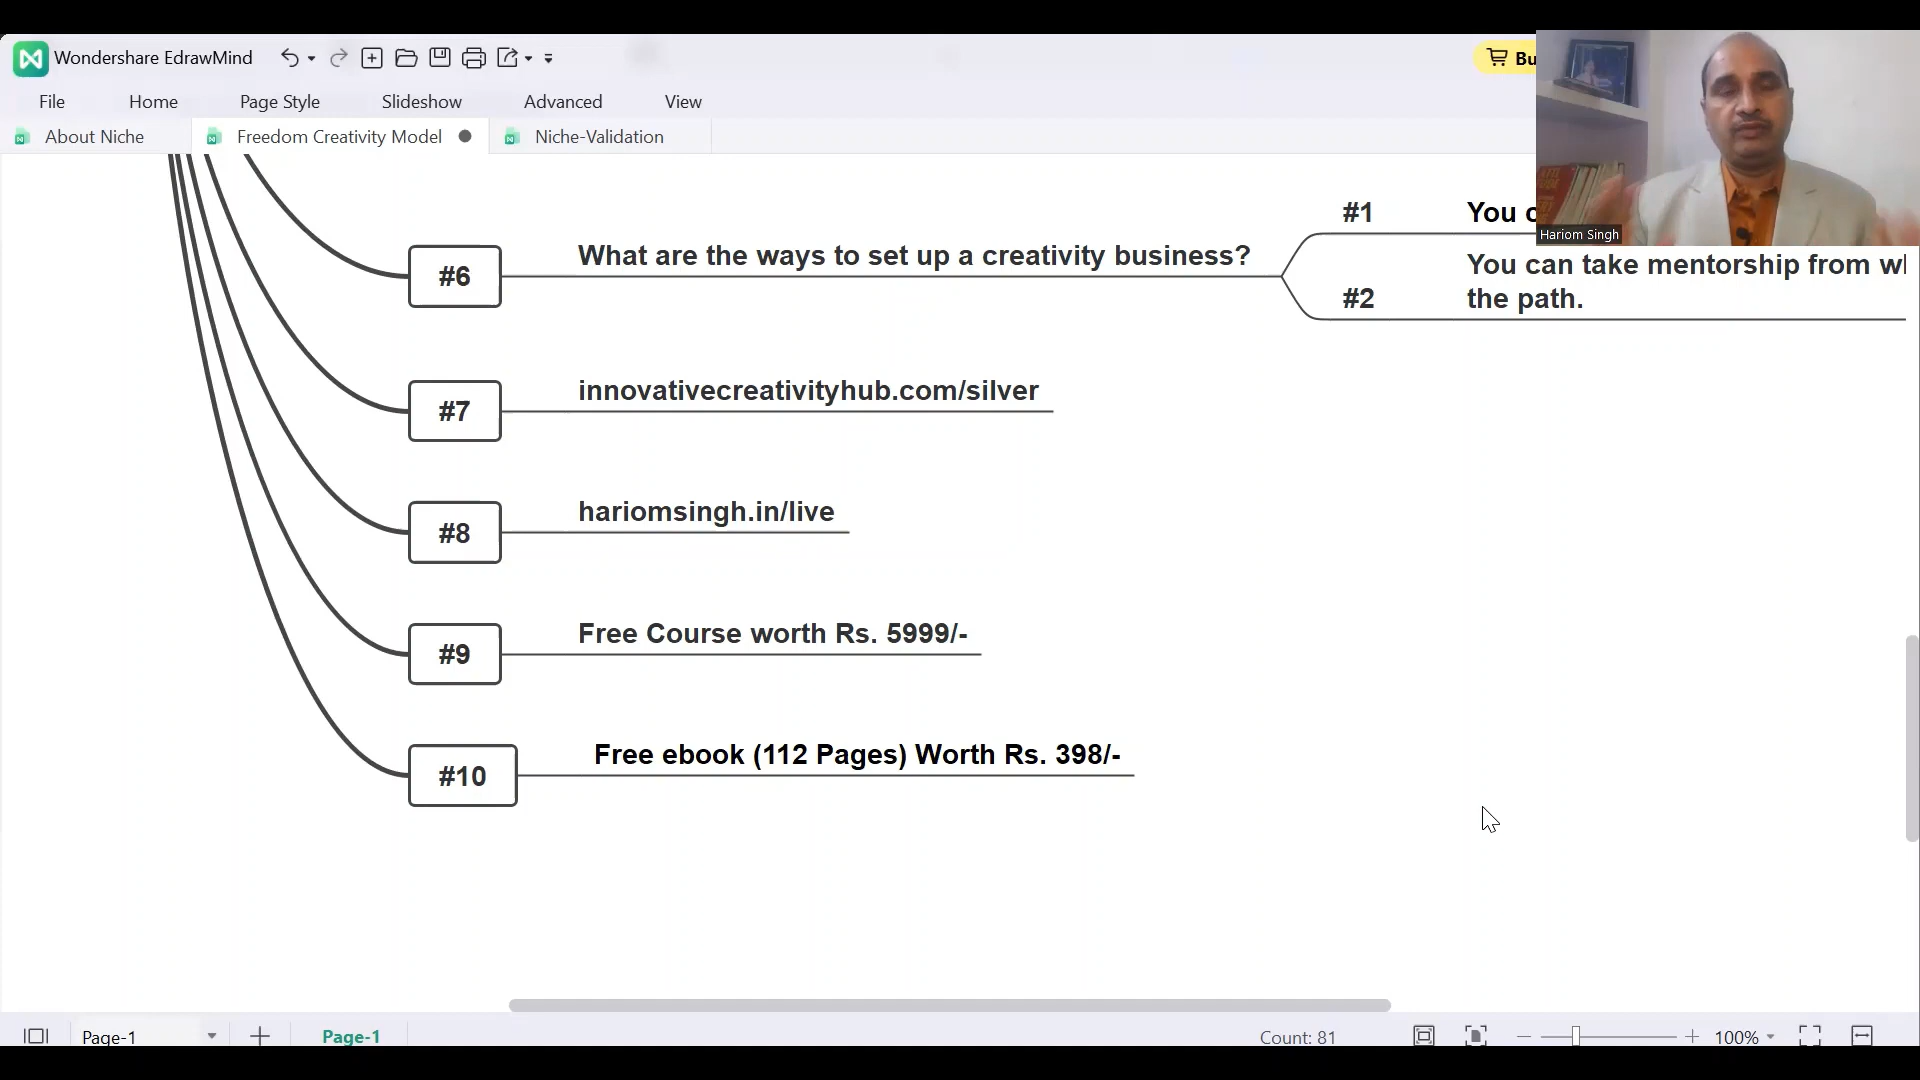 Wondershare EdrawMind
File Home Page Style Slideshow Advanced View
About Niche Freedom Creativity Model Niche-Validation
Hariom Singh
#6 What are the ways to set up a creativity business?
#1 You
#2 You can take mentorship from
the path.
#7 innovativecreativityhub.com/silver
#8 hariomsingh.in/live
#9 Free Course worth Rs. 5999/-
#10 Free ebook (112 Pages) Worth Rs. 398/-
Page-1 Page-1 Count: 81 100%